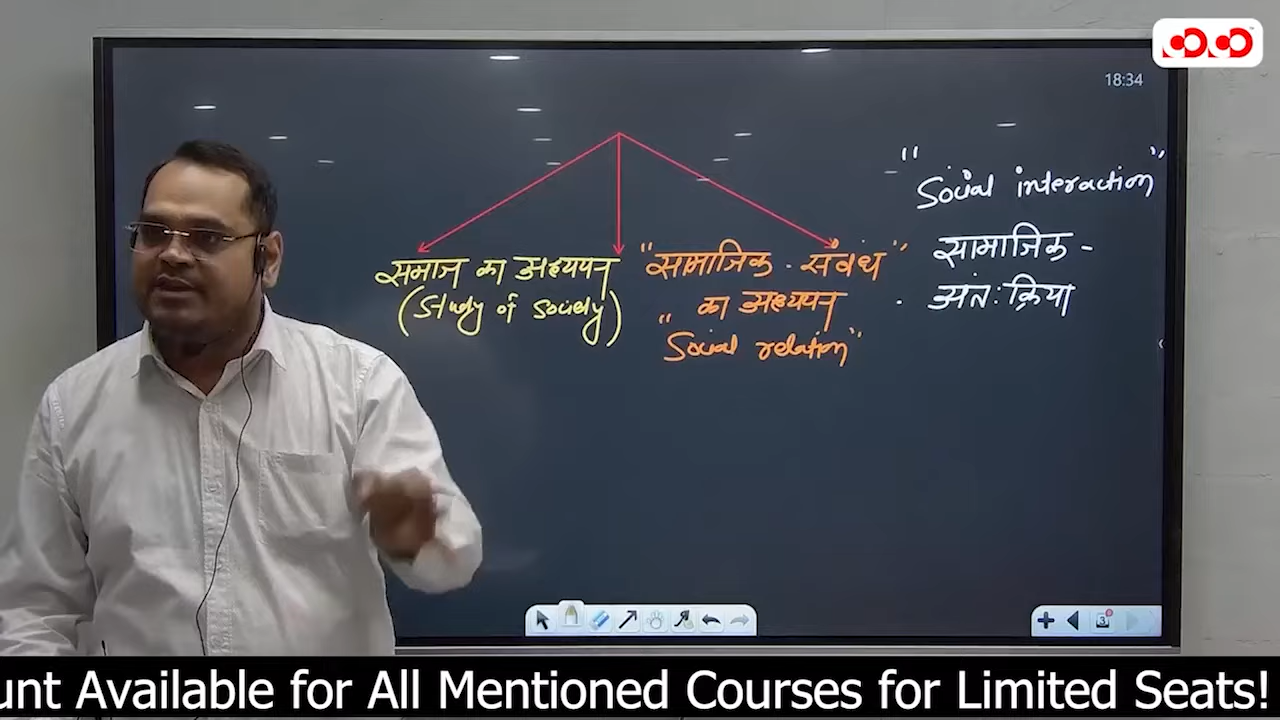 18:34
"Social interaction"
सामाजिक -
अंतःक्रिया
समाज का अध्ययन
(Study of Society)
"सामाजिक - संबंध"
का अध्ययन
"Social relation"
3
unt Available for All Mentioned Courses for Limited Seats!